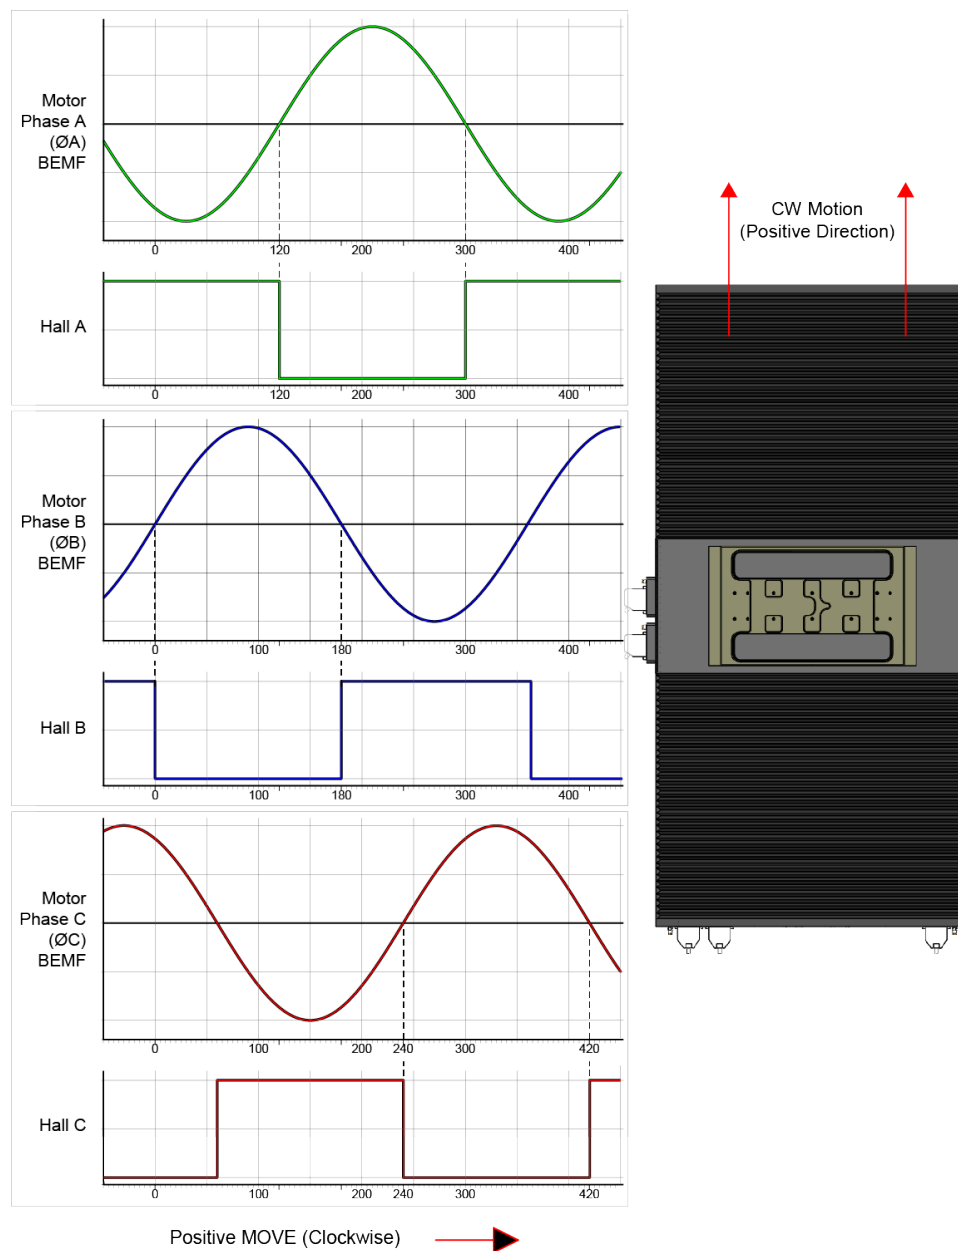 Motor
Phase A
(ØA)
BEMF
0 120 200 300 400
Hall A
0 120 200 300 400
CW Motion
(Positive Direction)
Motor
Phase B
(ØB)
BEMF
0 100 180 300 400
Hall B
0 100 180 300 400
Motor
Phase C
(ØC)
BEMF
0 100 200 240 300 420
Hall C
0 100 200 240 300 420
Positive MOVE (Clockwise)